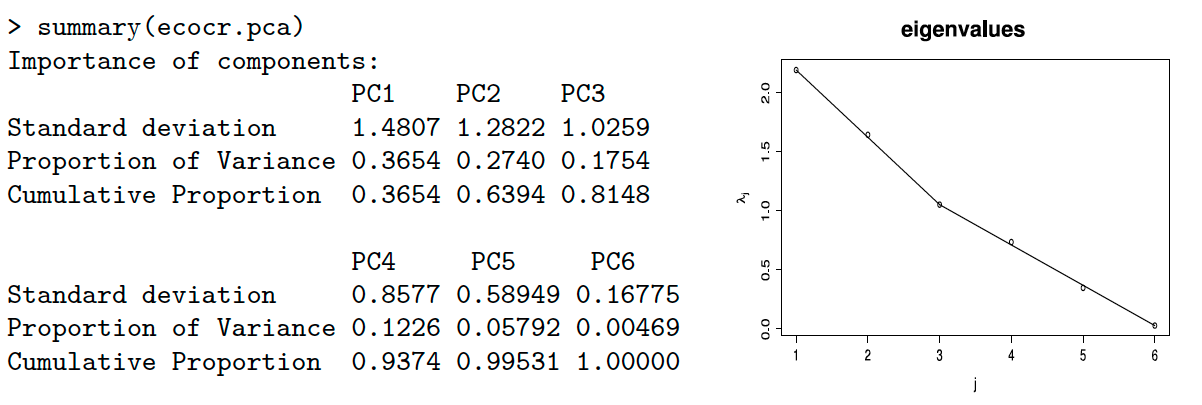 > summary(ecocr.pca)
Importance of components:
PC1 PC2 PC3
Standard deviation 1.4807 1.2822 1.0259
Proportion of Variance 0.3654 0.2740 0.1754
Cumulative Proportion 0.3654 0.6394 0.8148
PC4 PC5 PC6
Standard deviation 0.8577 0.58949 0.16775
Proportion of Variance 0.1226 0.05792 0.00469
Cumulative Proportion 0.9374 0.99531 1.00000
eigenvalues
2.0
1.5
1.0
0.5
0.0
λj
1 2 3 4 5 6
j